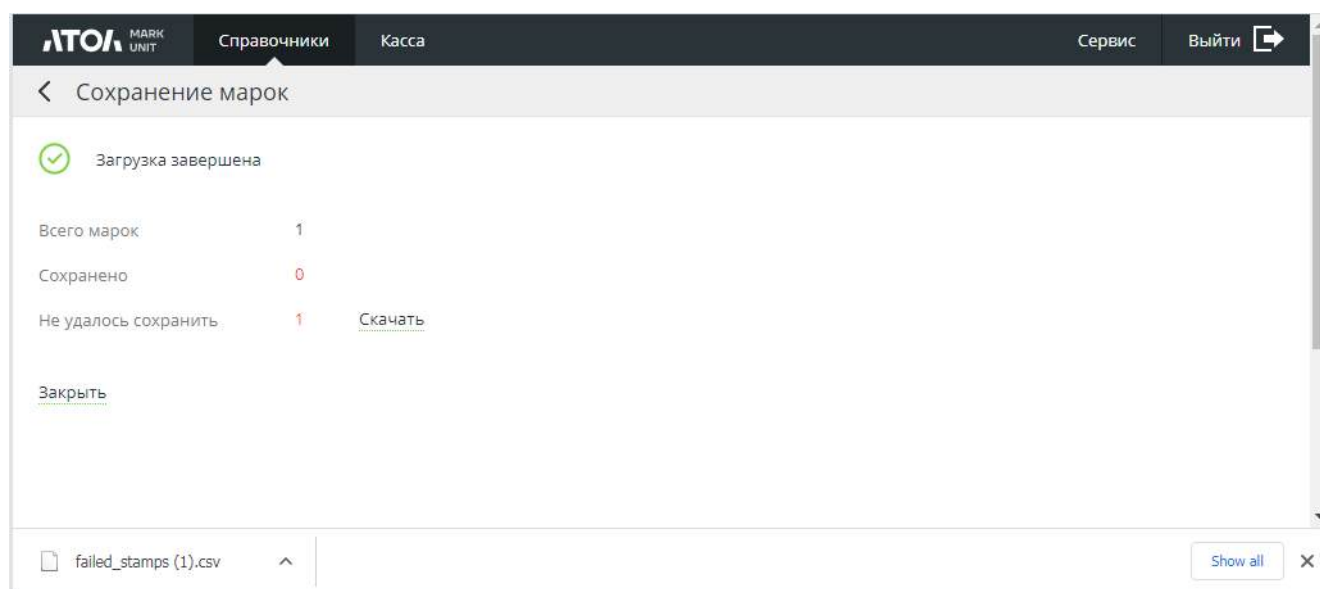 АТОЛ MARK UNIT Справочники Касса Сервис Выйти
Сохранение марок
Загрузка завершена
Всего марок 1
Сохранено 0
Не удалось сохранить 1 Скачать
Закрыть
failed_stamps (1).csv Show all